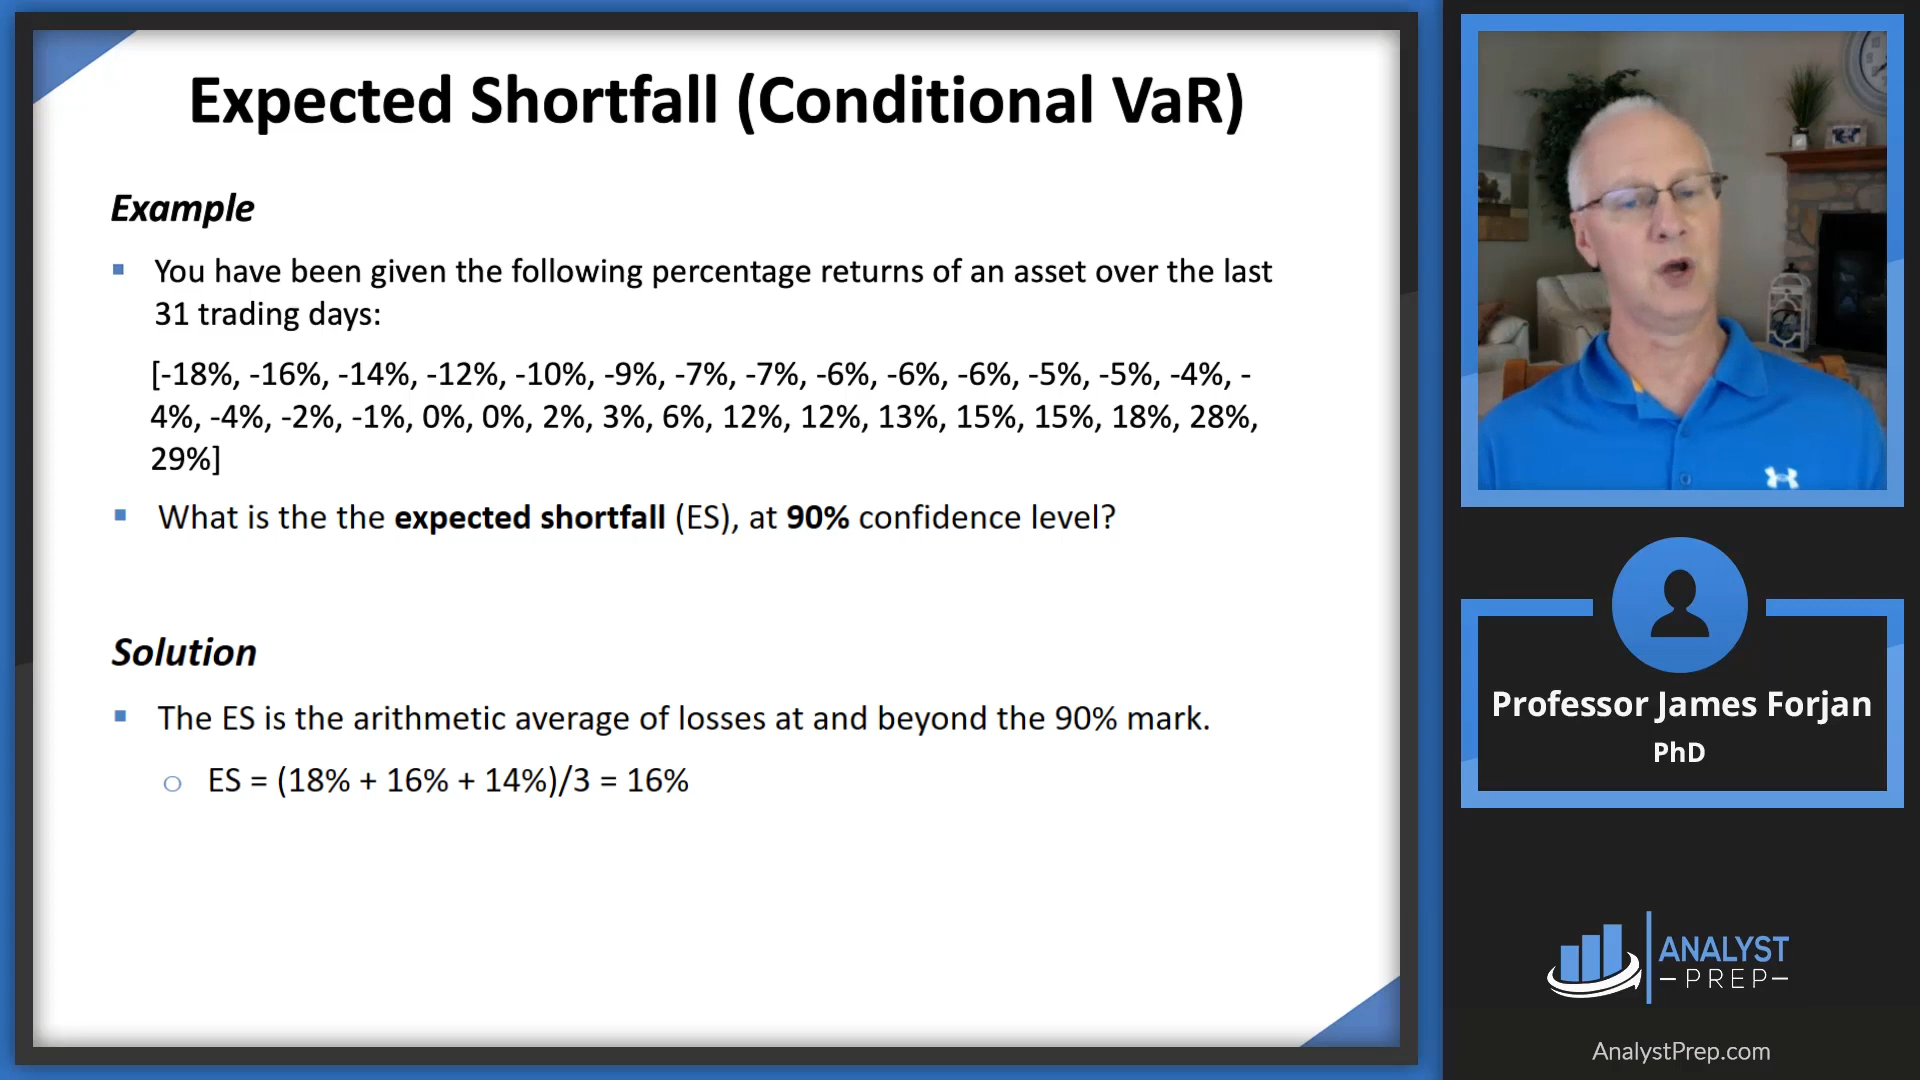 Expected Shortfall (Conditional VaR)
Example
▪ You have been given the following percentage returns of an asset over the last
31 trading days:
[-18%, -16%, -14%, -12%, -10%, -9%, -7%, -7%, -6%, -6%, -6%, -5%, -5%, -4%, -
4%, -4%, -2%, -1%, 0%, 0%, 2%, 3%, 6%, 12%, 12%, 13%, 15%, 15%, 18%, 28%,
29%]
▪ What is the the expected shortfall (ES), at 90% confidence level?
Solution
▪ The ES is the arithmetic average of losses at and beyond the 90% mark.
o ES = (18% + 16% + 14%)/3 = 16%
Professor James Forjan
PhD
ANALYST
PREP
AnalystPrep.com